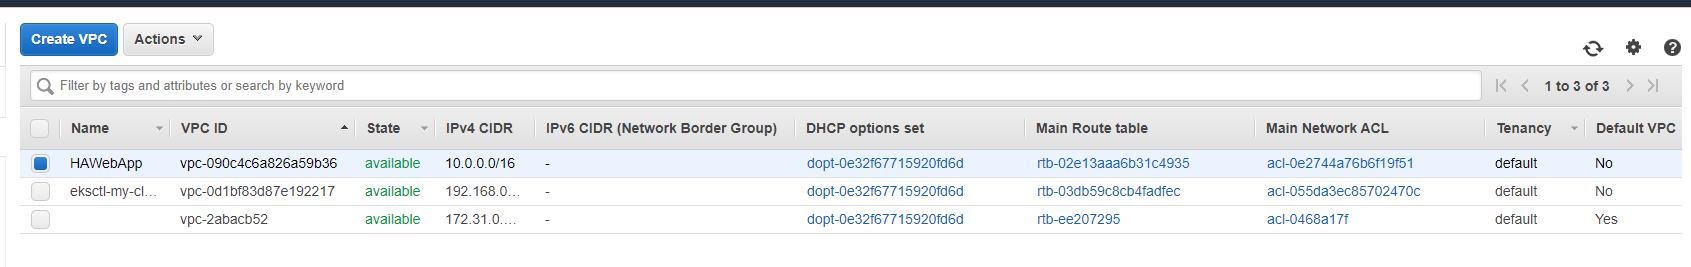 Create VPC Actions
Filter by tags and attributes or search by keyword 1 to 3 of 3
Name VPC ID State IPv4 CIDR IPv6 CIDR (Network Border Group) DHCP options set Main Route table Main Network ACL Tenancy Default VPC
HAWebApp vpc-090c4c6a826a59b36 available 10.0.0.0/16 - dopt-0e32f67715920fd6d rtb-02e13aaa6b31c4935 acl-0e2744a76b6f19f51 default No
eksctl-my-cl... vpc-0d1bf83d87e192217 available 192.168.0.... - dopt-0e32f67715920fd6d rtb-03db59c8cb4fadfec acl-055da3ec85702470c default No
vpc-2abacb52 available 172.31.0.... - dopt-0e32f67715920fd6d rtb-ee207295 acl-0468a17f default Yes